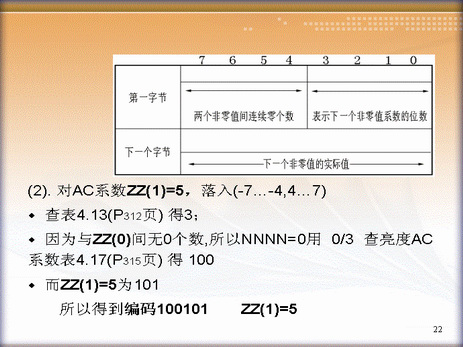 7 6 5 4 3 2 1 0
第一字节
两个非零值间连续零个数
表示下一个非零值系数的位数
下一个字节
下一个非零值的实际值
(2). 对AC系数ZZ(1)=5，落入(-7…-4,4…7)
查表4.13(P312页) 得3；
因为与ZZ(0)间无0个数,所以NNNN=0用 0/3 查亮度AC
系数表4.17(P315页) 得 100
而ZZ(1)=5为101
所以得到编码100101 ZZ(1)=5
22